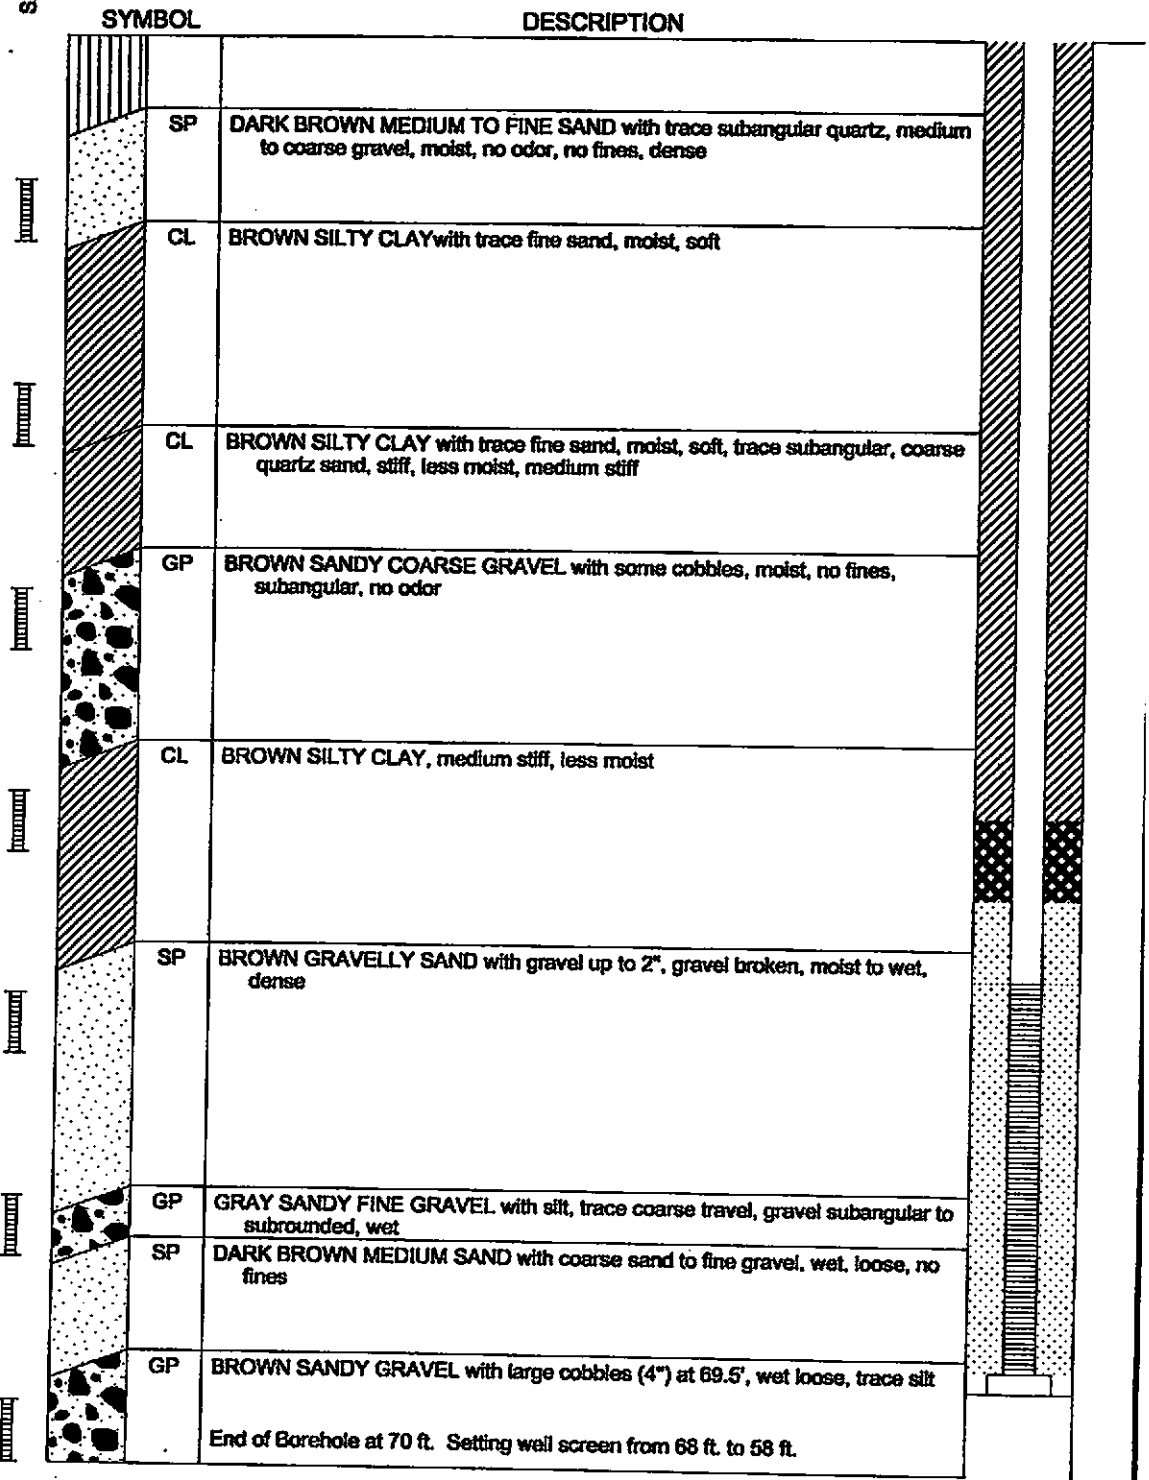 S
SYMBOL DESCRIPTION
SP DARK BROWN MEDIUM TO FINE SAND with trace subangular quartz, medium
to coarse gravel, moist, no odor, no fines, dense
CL BROWN SILTY CLAYwith trace fine sand, moist, soft
CL BROWN SILTY CLAY with trace fine sand, moist, soft, trace subangular, coarse
quartz sand, stiff, less moist, medium stiff
GP BROWN SANDY COARSE GRAVEL with some cobbles, moist, no fines,
subangular, no odor
CL BROWN SILTY CLAY, medium stiff, less moist
SP BROWN GRAVELLY SAND with gravel up to 2", gravel broken, moist to wet,
dense
GP GRAY SANDY FINE GRAVEL with silt, trace coarse travel, gravel subangular to
subrounded, wet
SP DARK BROWN MEDIUM SAND with coarse sand to fine gravel, wet, loose, no
fines
GP BROWN SANDY GRAVEL with large cobbles (4") at 69.5', wet loose, trace silt
End of Borehole at 70 ft. Setting well screen from 68 ft. to 58 ft.